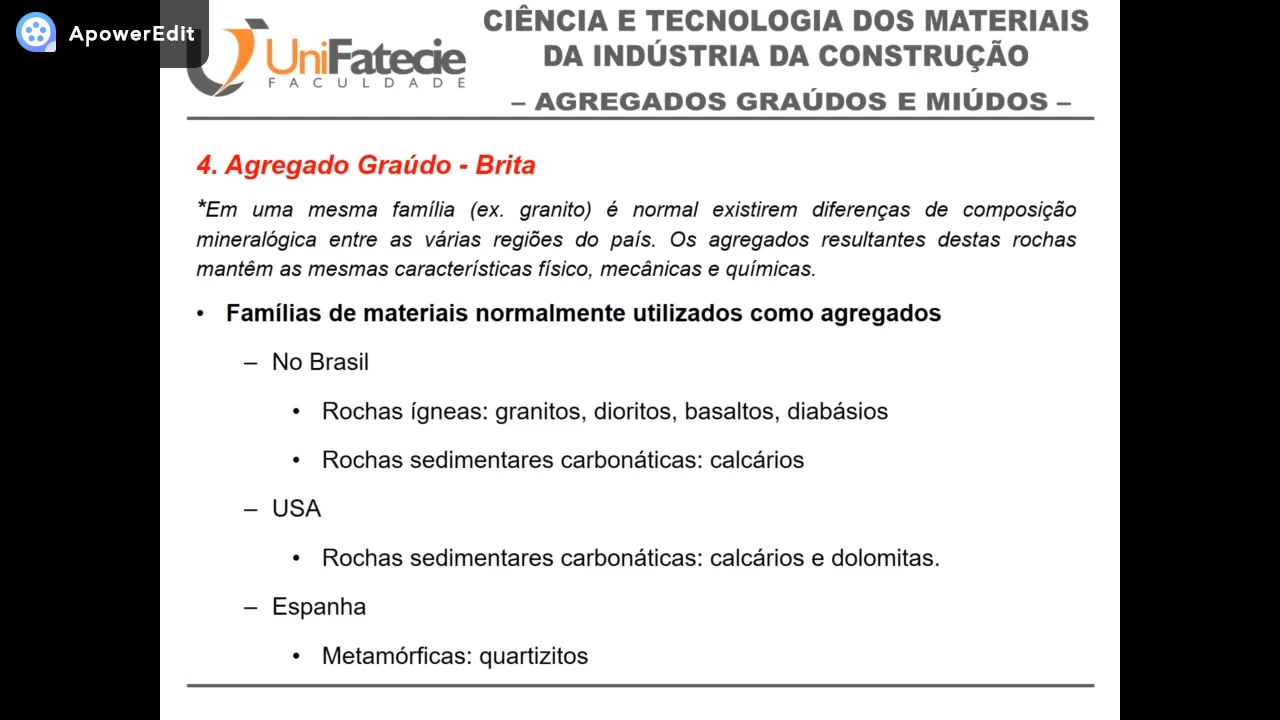 ApowerEdit
UniFatecie
FACULDADE
CIÊNCIA E TECNOLOGIA DOS MATERIAIS
DA INDÚSTRIA DA CONSTRUÇÃO
– AGREGADOS GRAÚDOS E MIÚDOS –
4. Agregado Graúdo - Brita
*Em uma mesma família (ex. granito) é normal existirem diferenças de composição
mineralógica entre as várias regiões do país. Os agregados resultantes destas rochas
mantêm as mesmas características físico, mecânicas e químicas.
• Famílias de materiais normalmente utilizados como agregados
– No Brasil
• Rochas ígneas: granitos, dioritos, basaltos, diabásios
• Rochas sedimentares carbonáticas: calcários
– USA
• Rochas sedimentares carbonáticas: calcários e dolomitas.
– Espanha
• Metamórficas: quartizitos